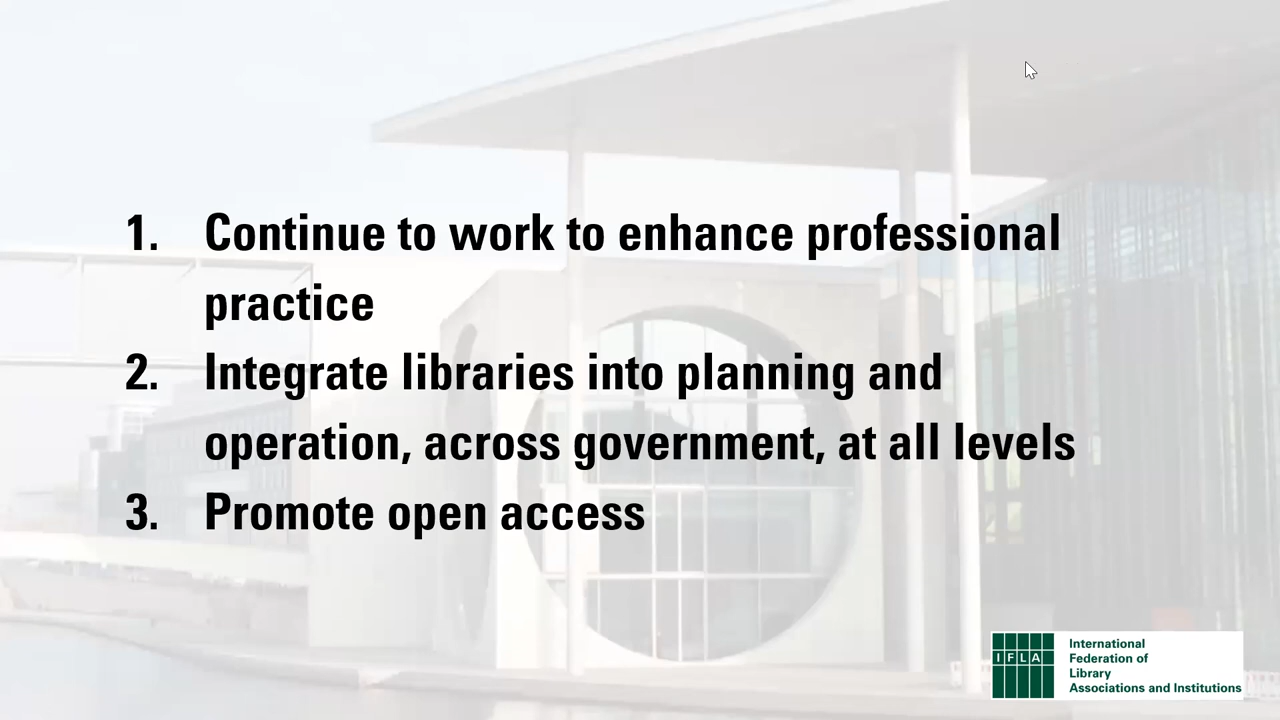 1. Continue to work to enhance professional
practice
2. Integrate libraries into planning and
operation, across government, at all levels
3. Promote open access
IFLA
International
Federation of
Library
Associations and Institutions